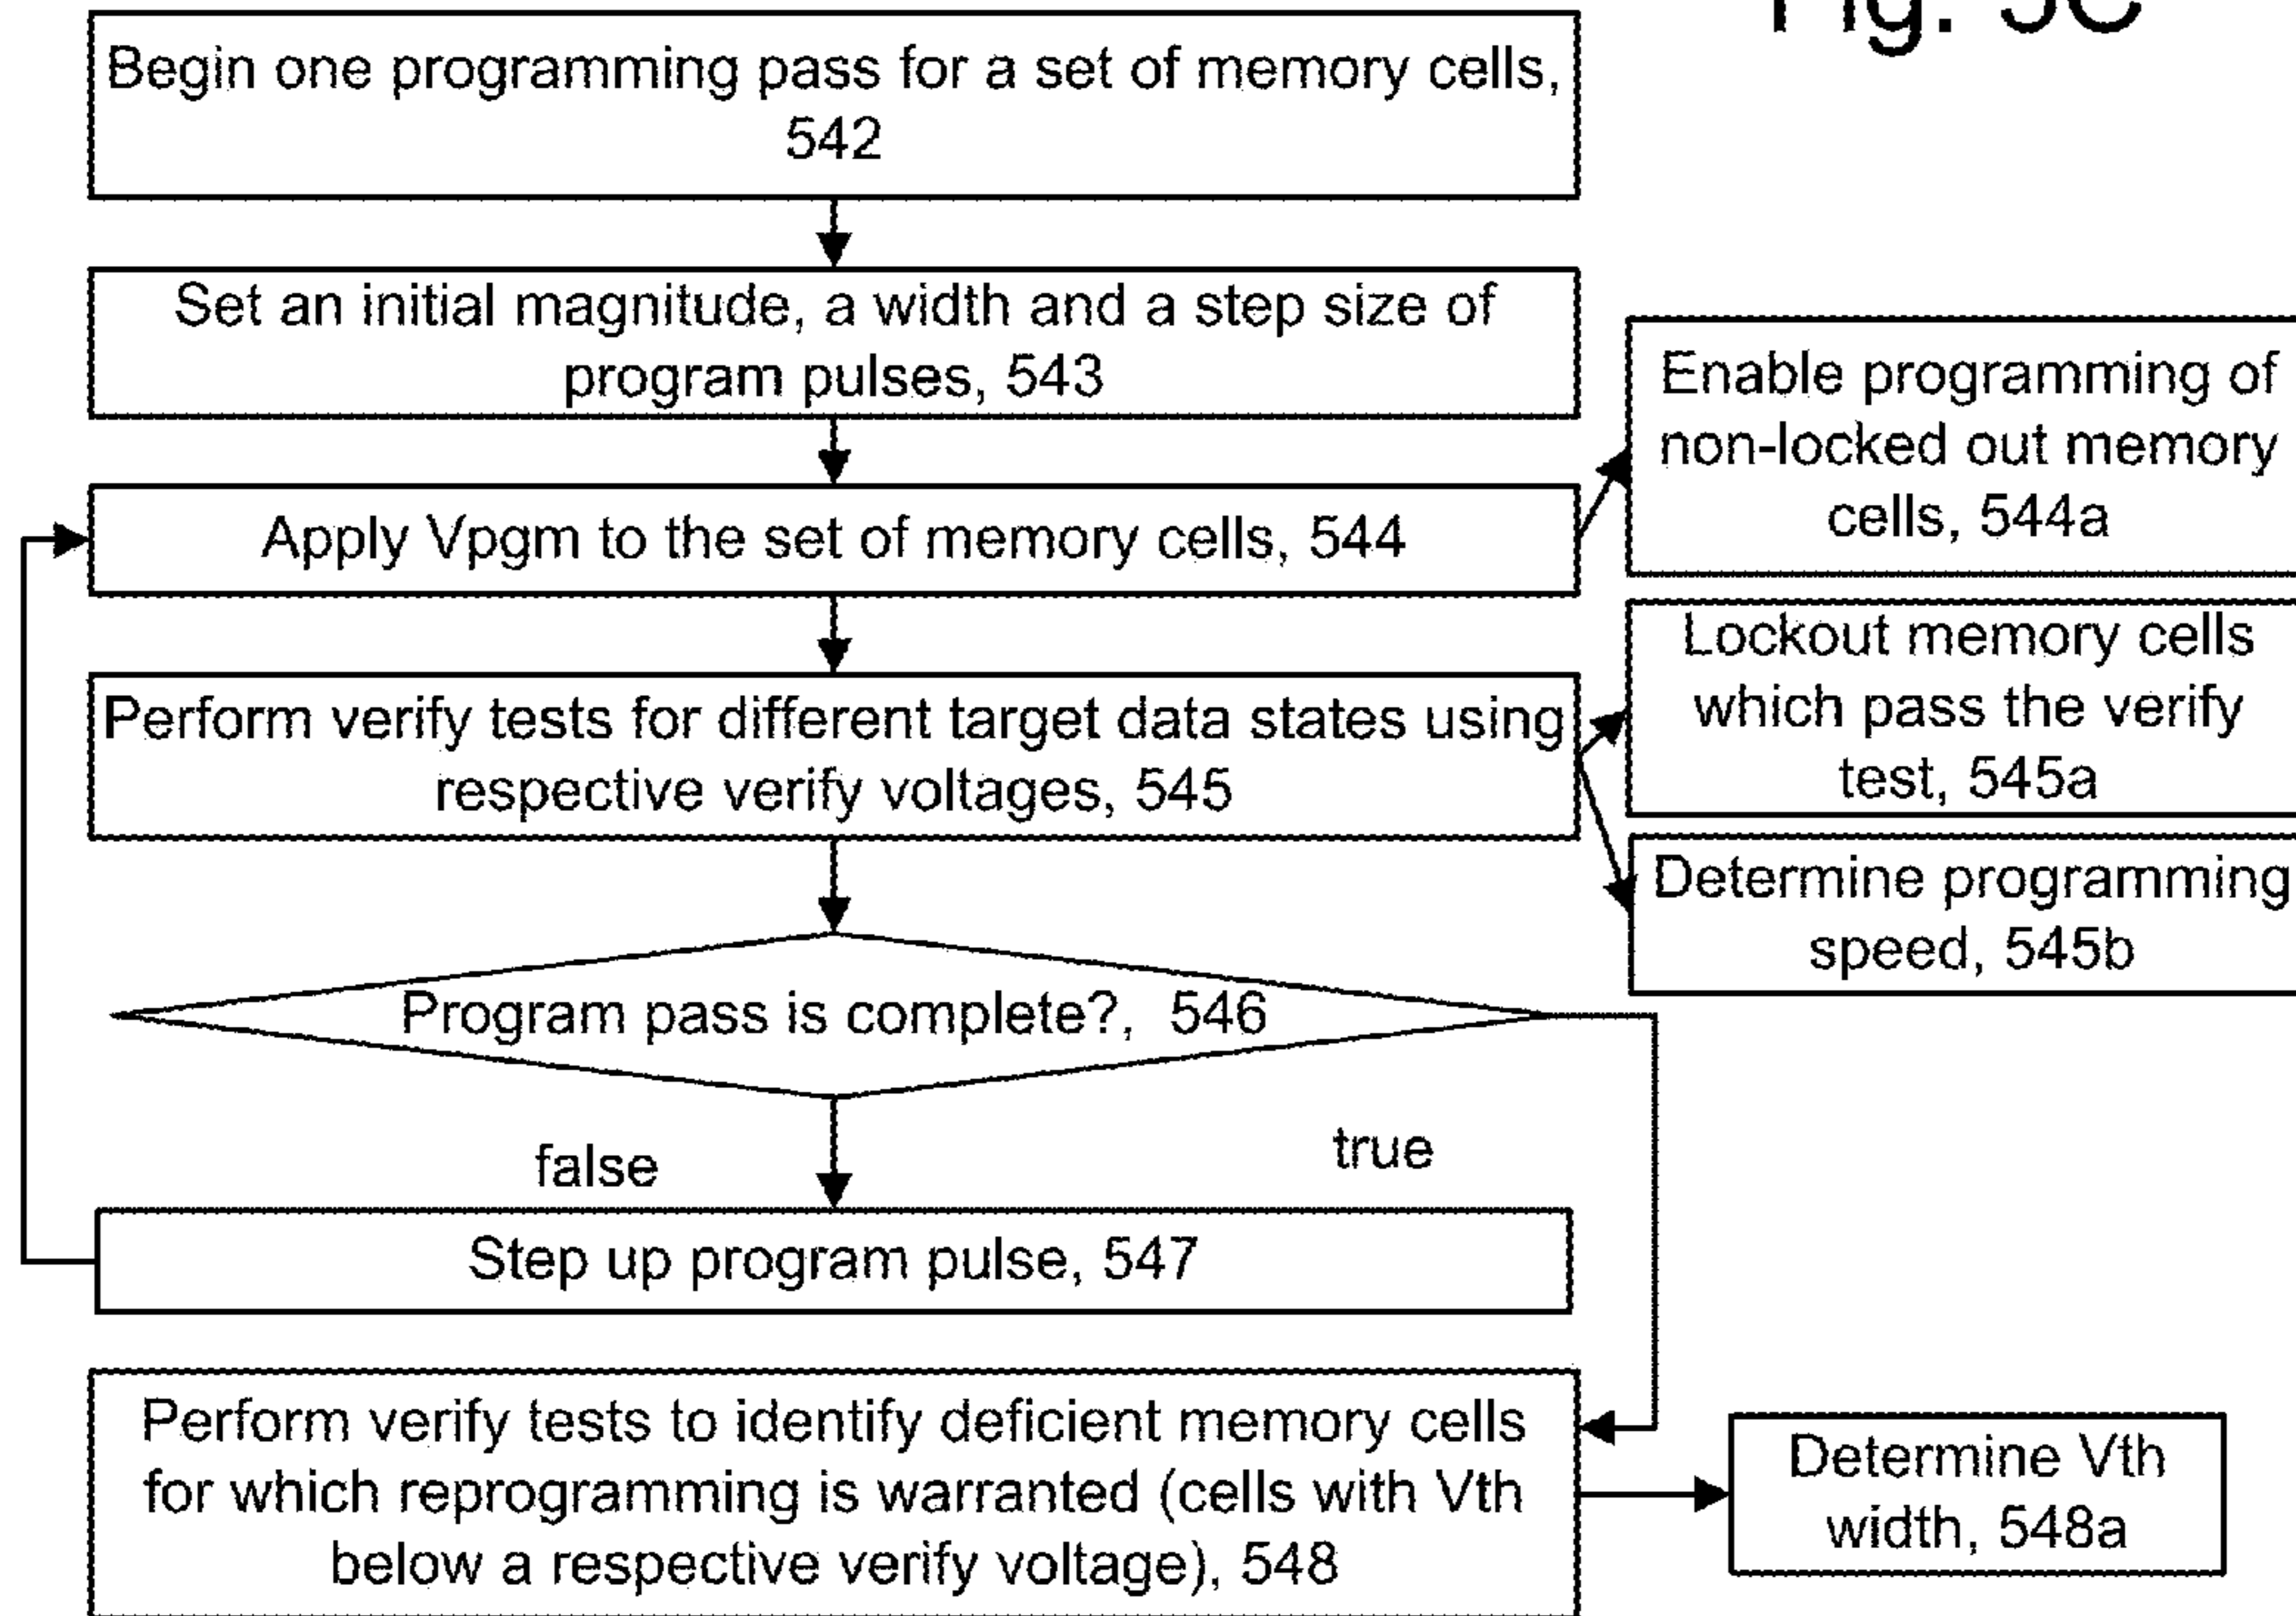 Fig. 5C
Begin one programming pass for a set of memory cells,
542
Set an initial magnitude, a width and a step size of
program pulses, 543
Enable programming of
non-locked out memory
cells, 544a
Apply Vpgm to the set of memory cells, 544
Lockout memory cells
which pass the verify
test, 545a
Perform verify tests for different target data states using
respective verify voltages, 545
Determine programming
speed, 545b
Program pass is complete?, 546
false
true
Step up program pulse, 547
Perform verify tests to identify deficient memory cells
for which reprogramming is warranted (cells with Vth
below a respective verify voltage), 548
Determine Vth
width, 548a